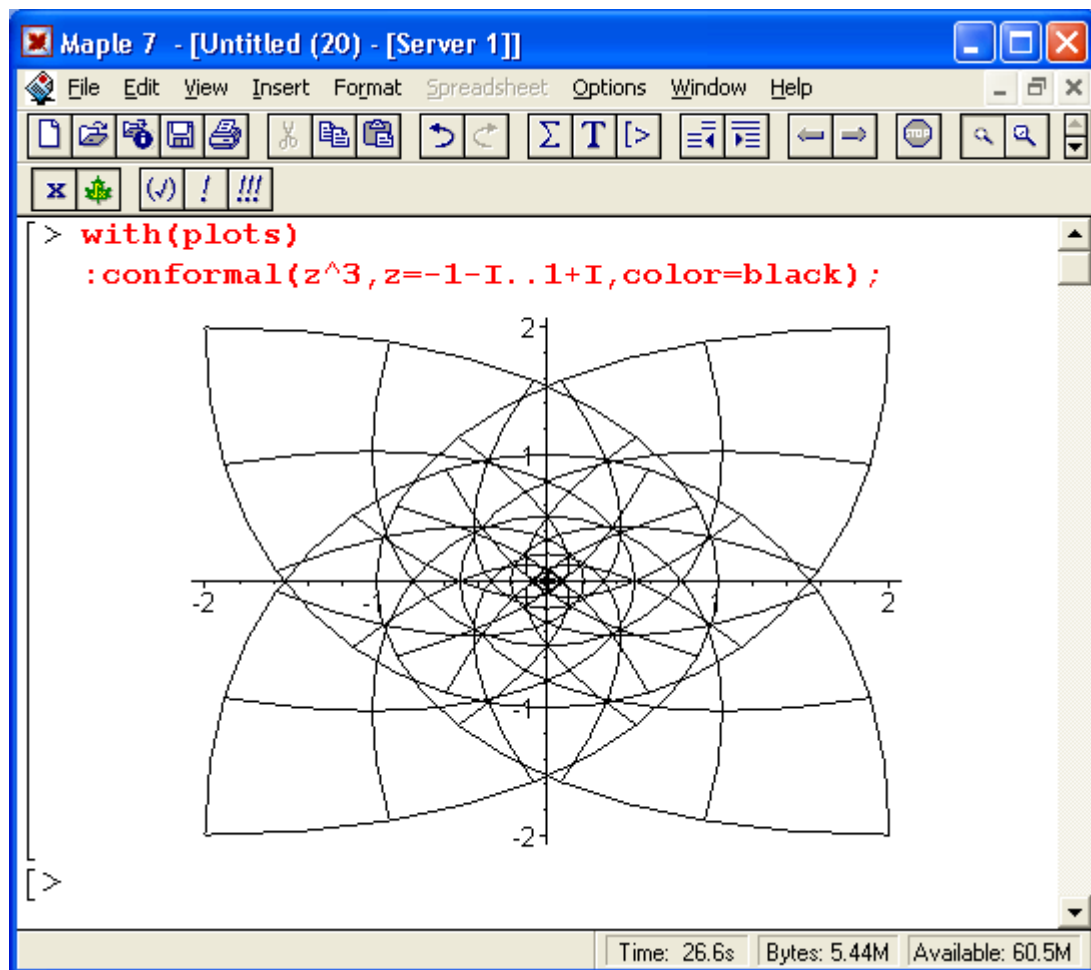 Maple 7 - [Untitled (20) - [Server 1]]
File Edit View Insert Format Spreadsheet Options Window Help
Σ T [>
STOP
x (√) ! !!!
[ > with(plots)
:conformal(z^3,z=-1-I..1+I,color=black);
2
1
-2 -1 1 2
-1
-2
[ >
Time: 26.6s Bytes: 5.44M Available: 60.5M